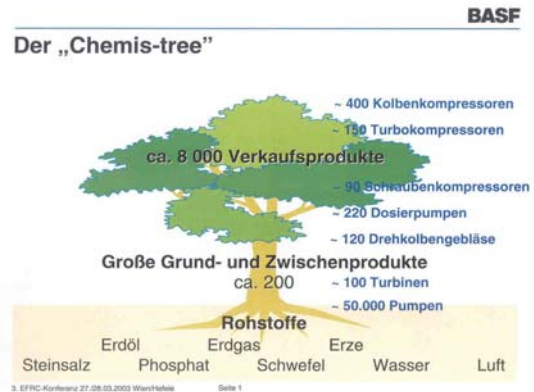 BASF
Der „Chemis-tree”
~ 400 Kolbenkompressoren
~ 150 Turbokompressoren
ca. 8 000 Verkaufsprodukte
~ 90 Schraubenkompressoren
~ 220 Dosierpumpen
~ 120 Drehkolbengebläse
Große Grund- und Zwischenprodukte
ca. 200
~ 100 Turbinen
~ 50.000 Pumpen
Rohstoffe
Erdöl Erdgas Erze
Steinsalz Phosphat Schwefel Wasser Luft
3. EFRC-Konferenz 27./28.03.2003 Wien/Hefele Seite 1